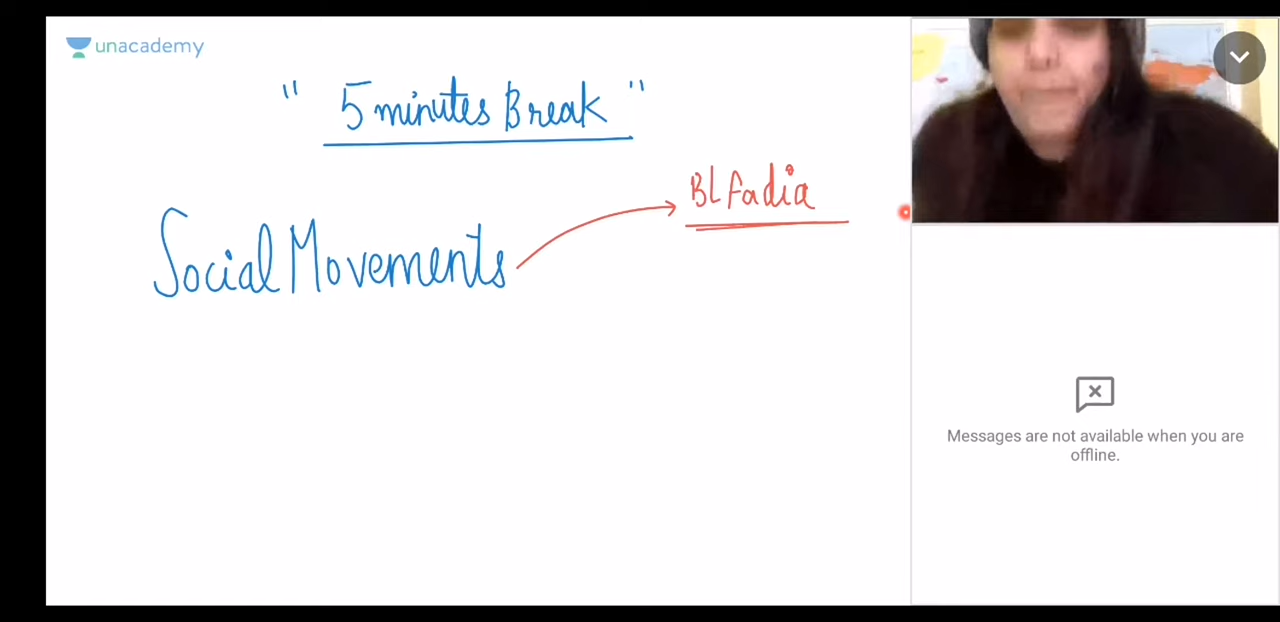 unacademy
" 5 minutes Break "
BL fadia
Social Movements
Messages are not available when you are
offline.